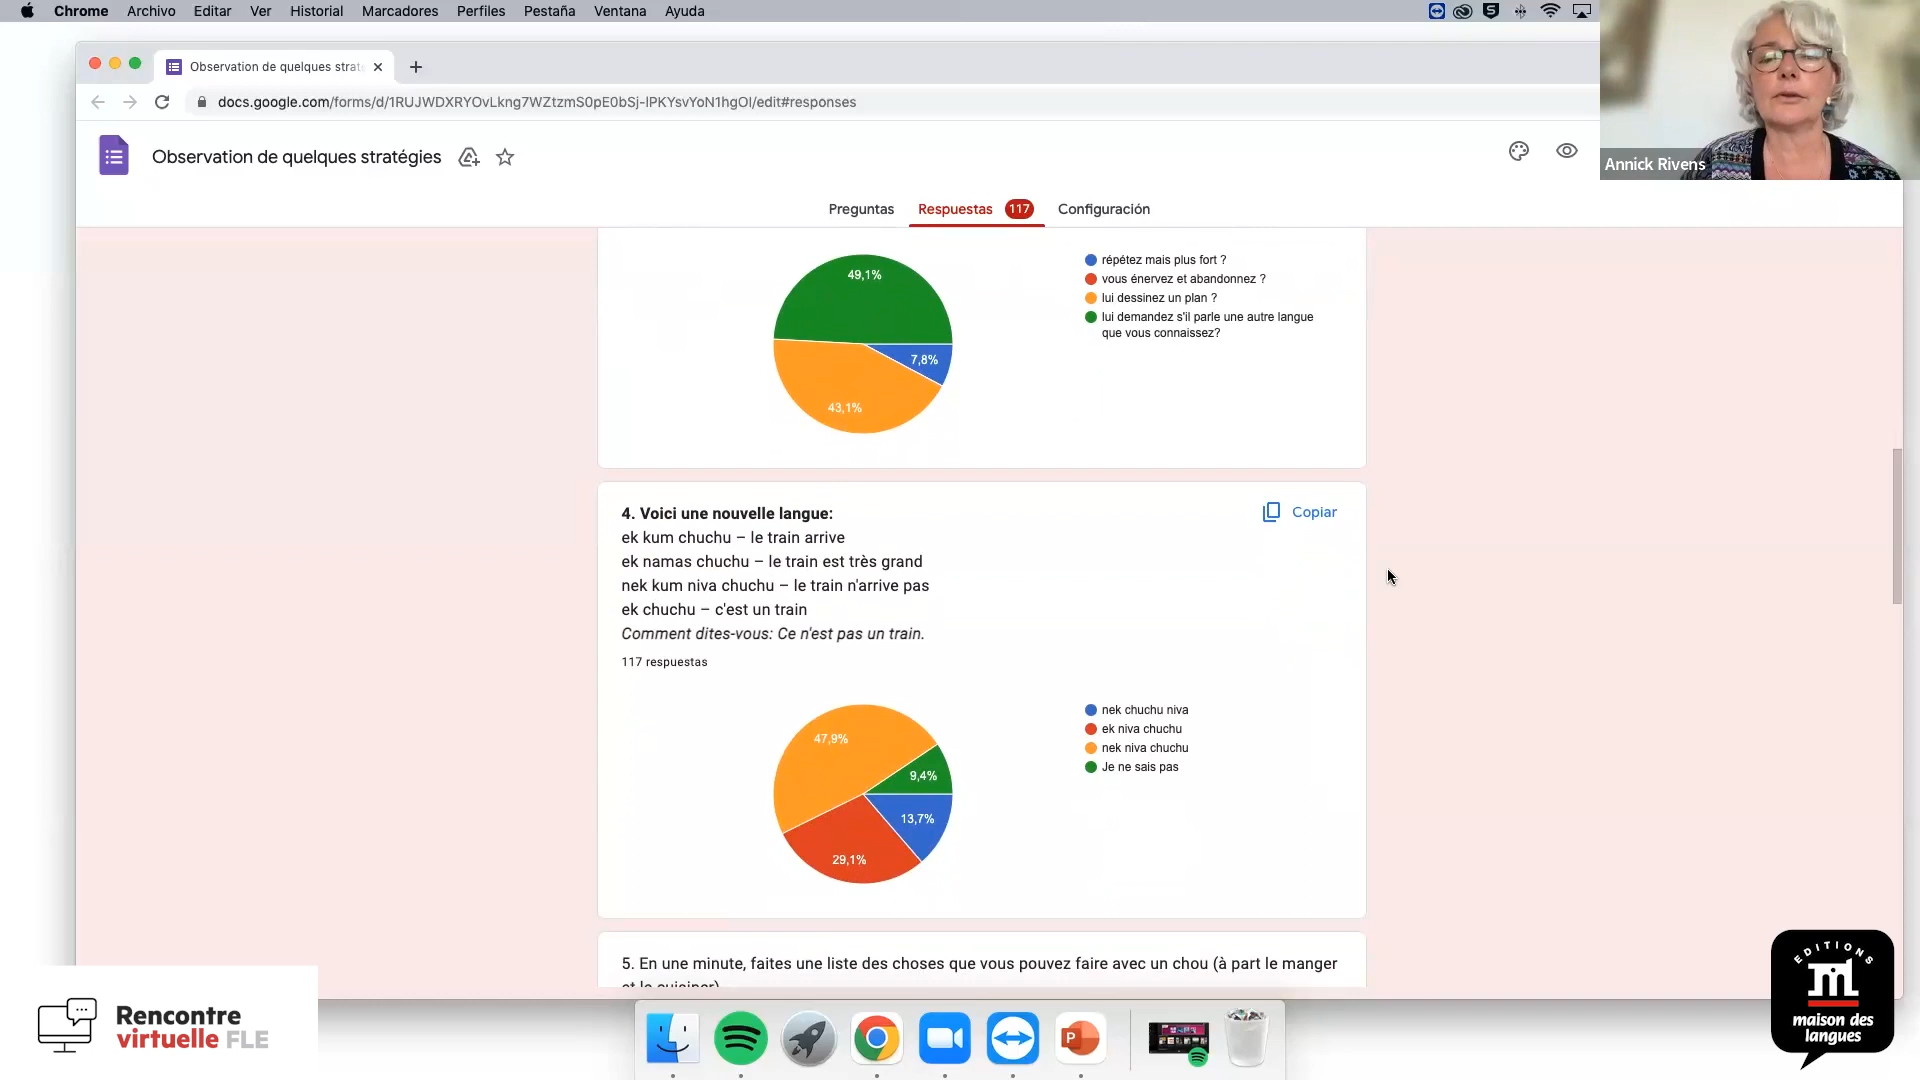 Chrome Archivo Editar Ver Historial Marcadores Perfiles Pestaña Ventana Ayuda
Observation de quelques strat
docs.google.com/forms/d/1RUJWDXRYOvLkng7WZtzmS0pE0bSj-lPKYsvYoN1hgOI/edit#responses
Annick Rivens
Observation de quelques stratégies
Preguntas Respuestas 117 Configuración
49,1%
7,8%
43,1%
répétez mais plus fort ?
vous énervez et abandonnez ?
lui dessinez un plan ?
lui demandez s'il parle une autre langue
que vous connaissez?
4. Voici une nouvelle langue:
Copiar
ek kum chuchu – le train arrive
ek namas chuchu – le train est très grand
nek kum niva chuchu – le train n'arrive pas
ek chuchu – c'est un train
Comment dites-vous: Ce n'est pas un train.
117 respuestas
47,9%
9,4%
13,7%
29,1%
nek chuchu niva
ek niva chuchu
nek niva chuchu
Je ne sais pas
5. En une minute, faites une liste des choses que vous pouvez faire avec un chou (à part le manger
et le cuisiner)
Rencontre
virtuelle FLE
EDITIONS
maison des
langues